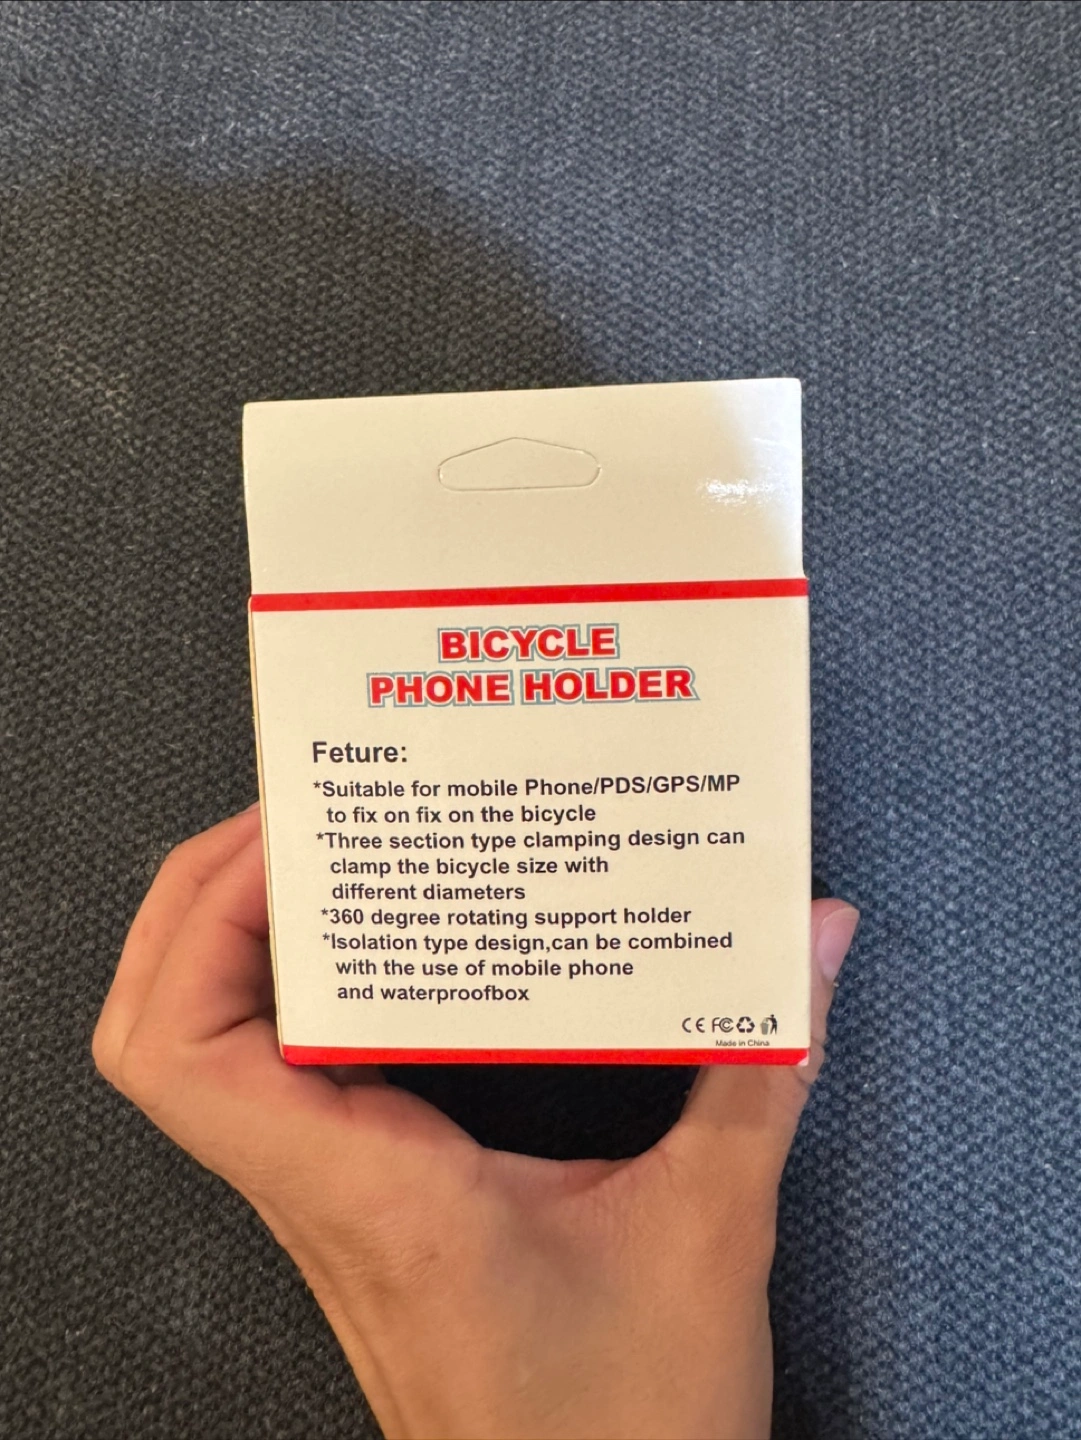 BICYCLE
PHONE HOLDER
Feture:
*Suitable for mobile Phone/PDS/GPS/MP
to fix on fix on the bicycle
*Three section type clamping design can
clamp the bicycle size with
different diameters
*360 degree rotating support holder
*Isolation type design,can be combined
with the use of mobile phone
and waterproofbox
CE FC
Made in China